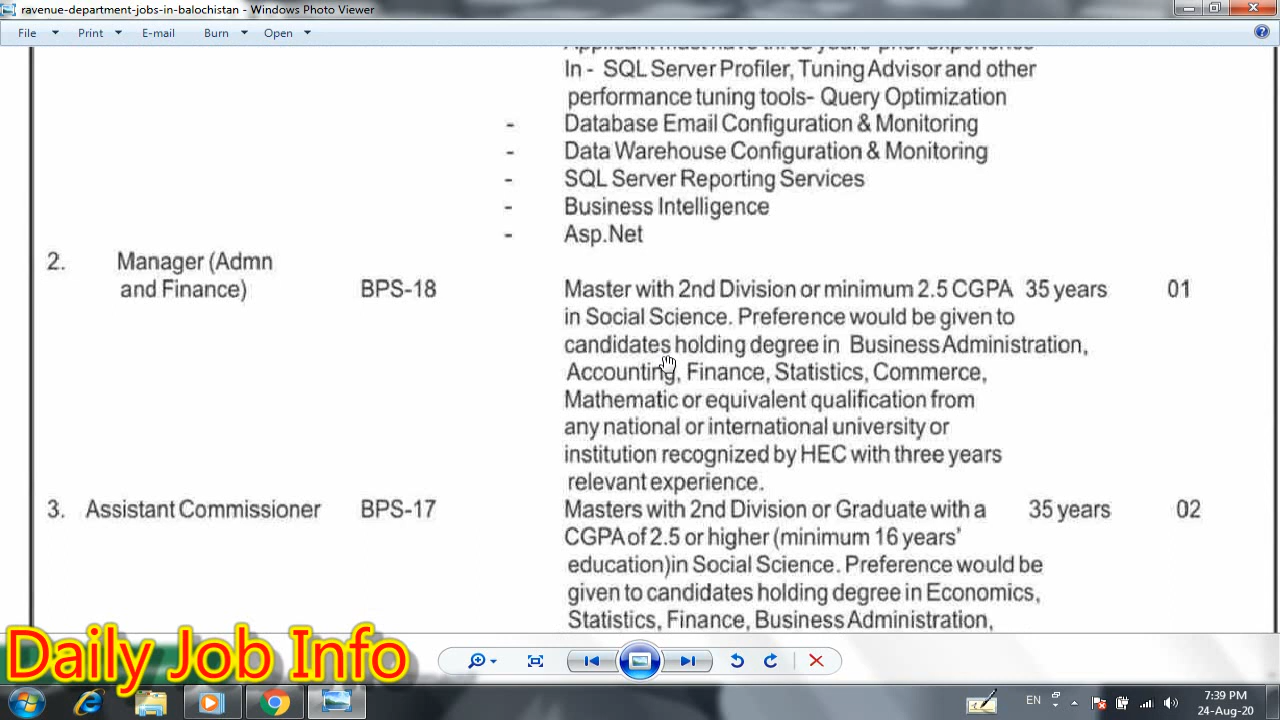 ravenue-department-jobs-in-balochistan - Windows Photo Viewer
File Print E-mail Burn Open
Applicant must have three years' prior experience
In - SQL Server Profiler, Tuning Advisor and other
performance tuning tools- Query Optimization
- Database Email Configuration & Monitoring
- Data Warehouse Configuration & Monitoring
- SQL Server Reporting Services
- Business Intelligence
- Asp.Net
2. Manager (Admn
and Finance) BPS-18 Master with 2nd Division or minimum 2.5 CGPA 35 years 01
in Social Science. Preference would be given to
candidates holding degree in Business Administration,
Accounting, Finance, Statistics, Commerce,
Mathematic or equivalent qualification from
any national or international university or
institution recognized by HEC with three years
relevant experience.
3. Assistant Commissioner BPS-17 Masters with 2nd Division or Graduate with a 35 years 02
CGPA of 2.5 or higher (minimum 16 years'
education)in Social Science. Preference would be
given to candidates holding degree in Economics,
Statistics, Finance, Business Administration,
Daily Job Info
EN
7:39 PM
24-Aug-20